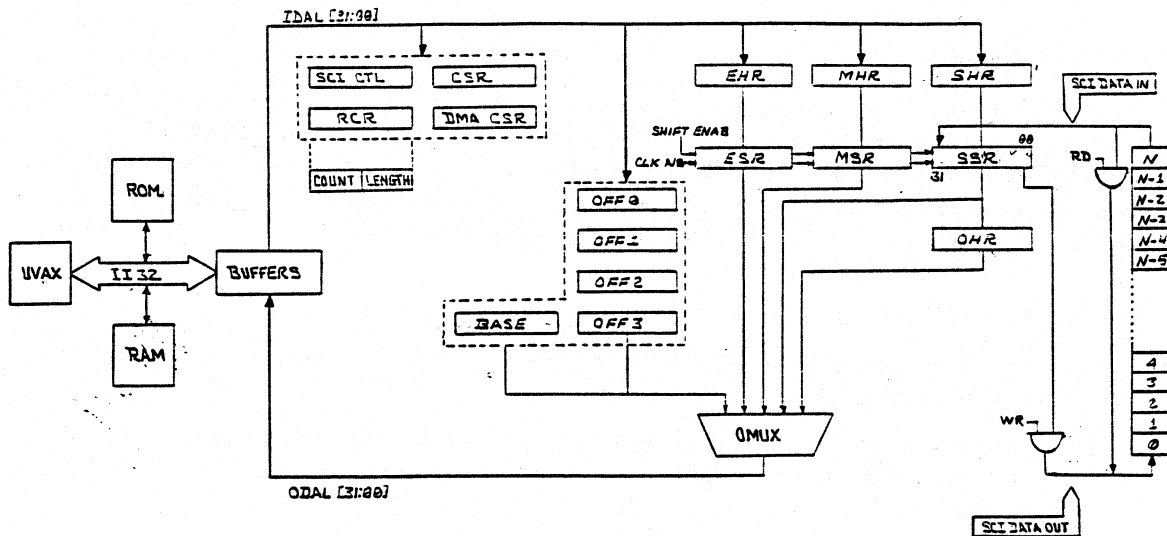 IDAL [31:00]
SCI CTL
CSR
RCR
DMA CSR
COUNT
LENGTH
EHR
MHR
SHR
SCI DATA IN
SHIFT ENAB
CLK NB
ESR
MSR
SSR
00
31
RD
OHR
ROM
UVAX
II32
BUFFERS
RAM
OFF 0
OFF 1
OFF 2
BASE
OFF 3
OMUX
WR
N
N-1
N-2
N-3
N-4
N-5
4
3
2
1
0
ODAL [31:00]
SCI DATA OUT